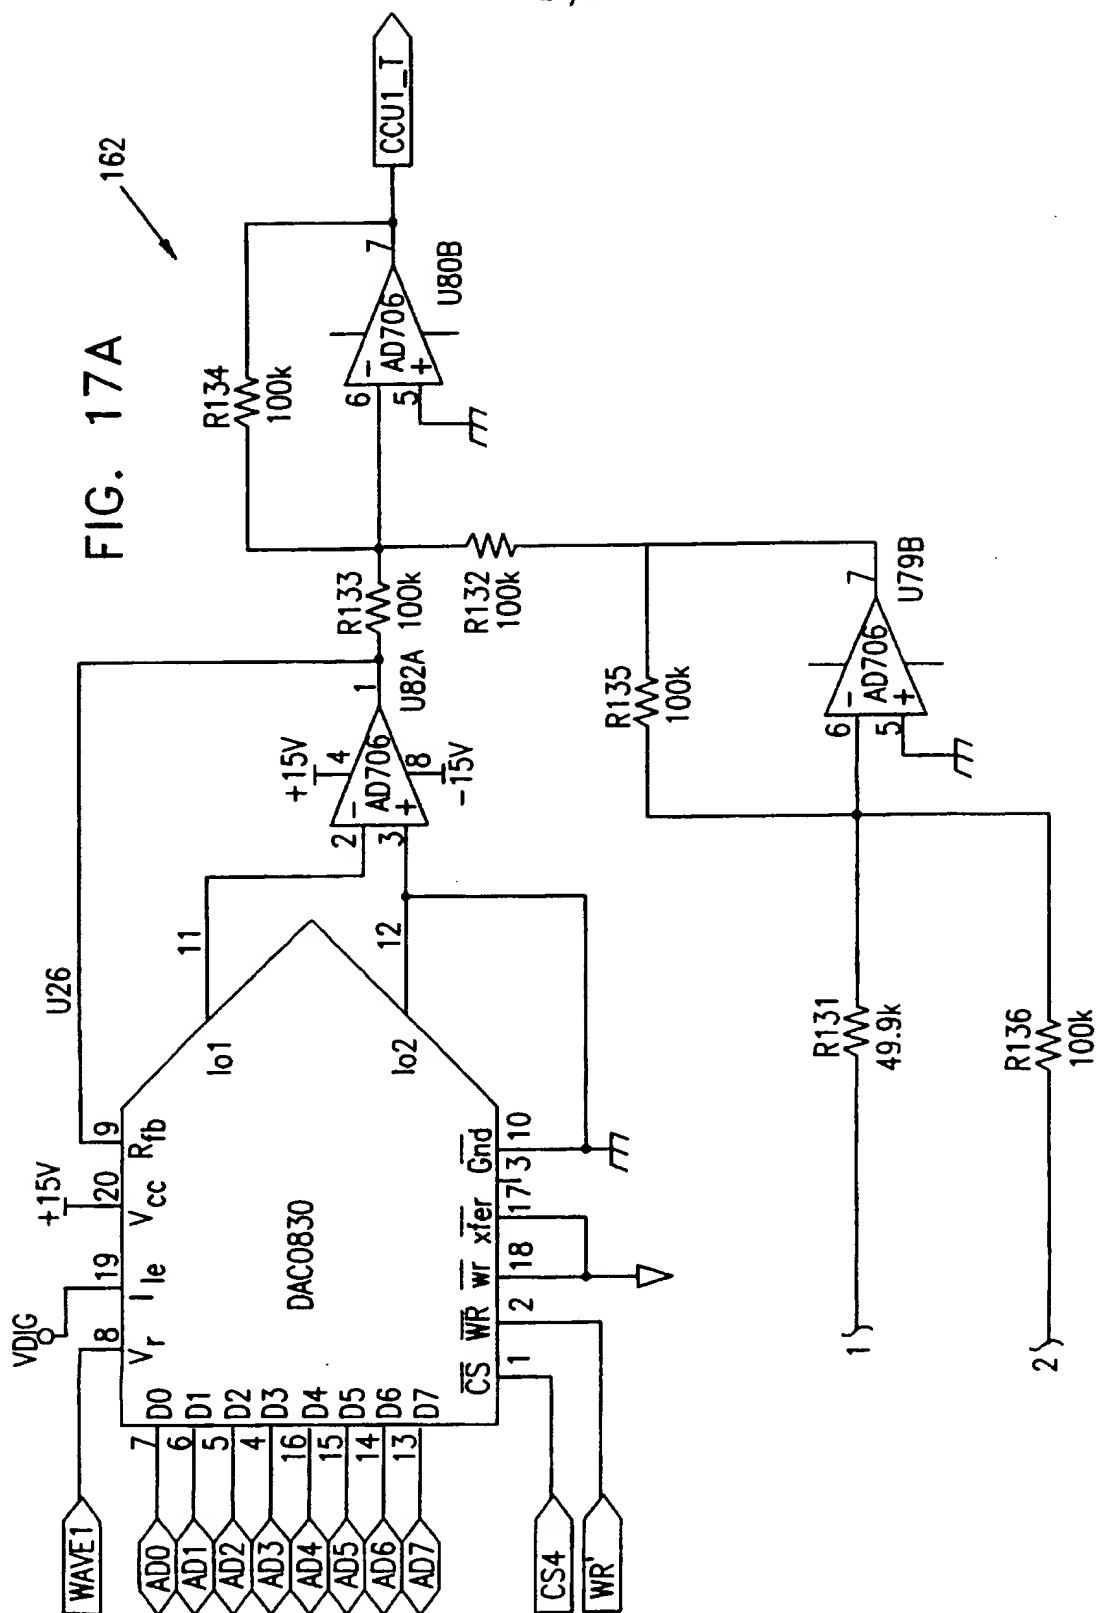 FIG. 17A
162
WAVE1
AD0
AD1
AD2
AD3
AD4
AD5
AD6
AD7
CS4
WR'
VDIG
+15V
U26
8
19
20
9
Vr
Ile
Vcc
Rfb
7
D0
6
D1
5
D2
4
D3
16
D4
15
D5
14
D6
13
D7
DAC0830
Io1
Io2
11
12
CS
WR
wr
xfer
Gnd
1
2
18
17
3
10
+15V
4
2
3
−
+
AD706
8
−15V
1
U82A
R133
100k
R134
100k
R132
100k
6
5
−
+
AD706
7
U80B
CCU1_T
R135
100k
6
5
−
+
AD706
7
U79B
R131
49.9k
R136
100k
1
2